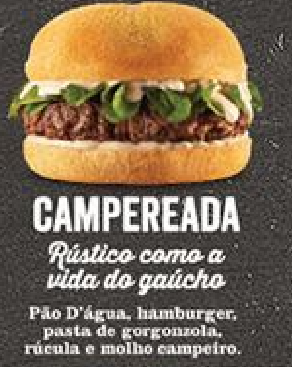 CAMPEREADA
Rústico como a
vida do gaúcho
Pão D'água, hamburger,
pasta de gorgonzola,
rúcula e molho campeiro.